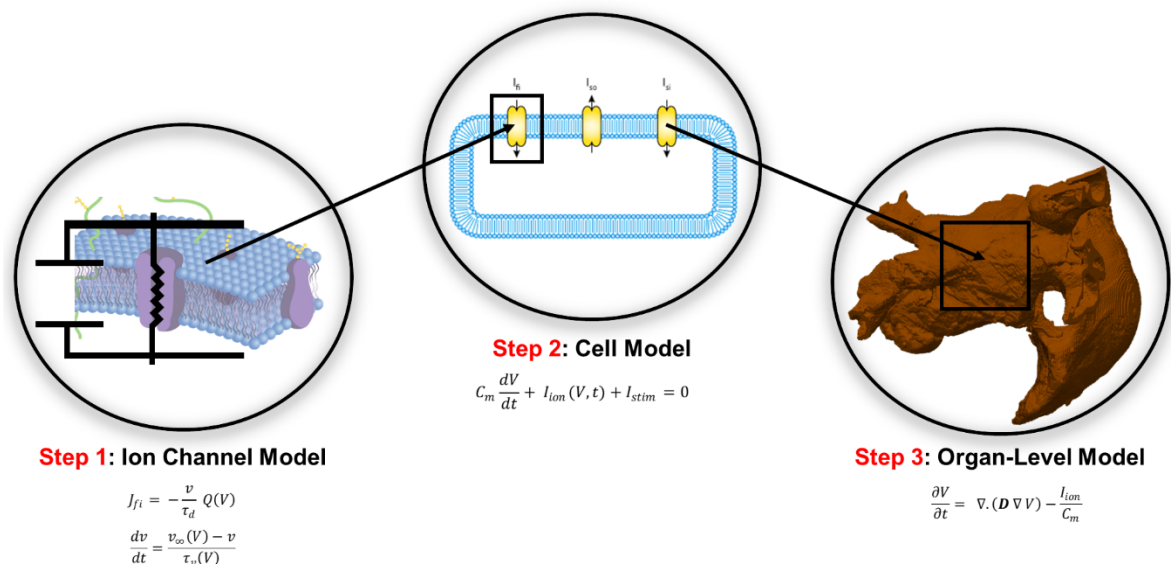 I_fi I_so I_si
Step 2: Cell Model
C_m dV/dt + I_ion (V, t) + I_stim = 0
Step 1: Ion Channel Model
J_fi = − v/τ_d Q(V)
dv/dt = (v_∞(V) − v)/τ_v(V)
Step 3: Organ-Level Model
∂V/∂t = ∇.(D ∇ V) − I_ion/C_m